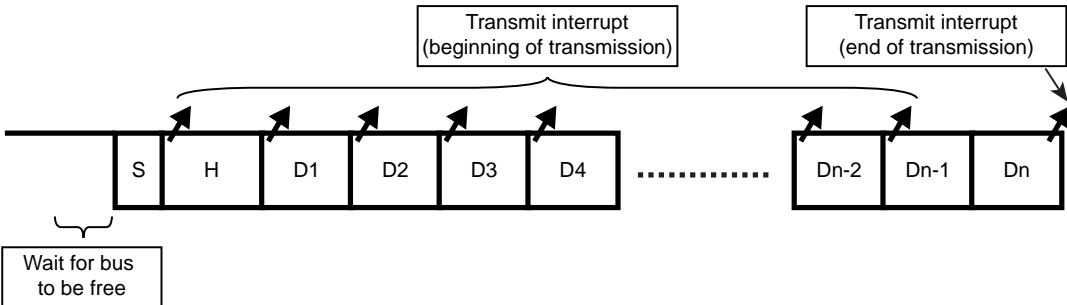 Transmit interrupt
(beginning of transmission)
Transmit interrupt
(end of transmission)
S H D1 D2 D3 D4 Dn-2 Dn-1 Dn
Wait for bus
to be free